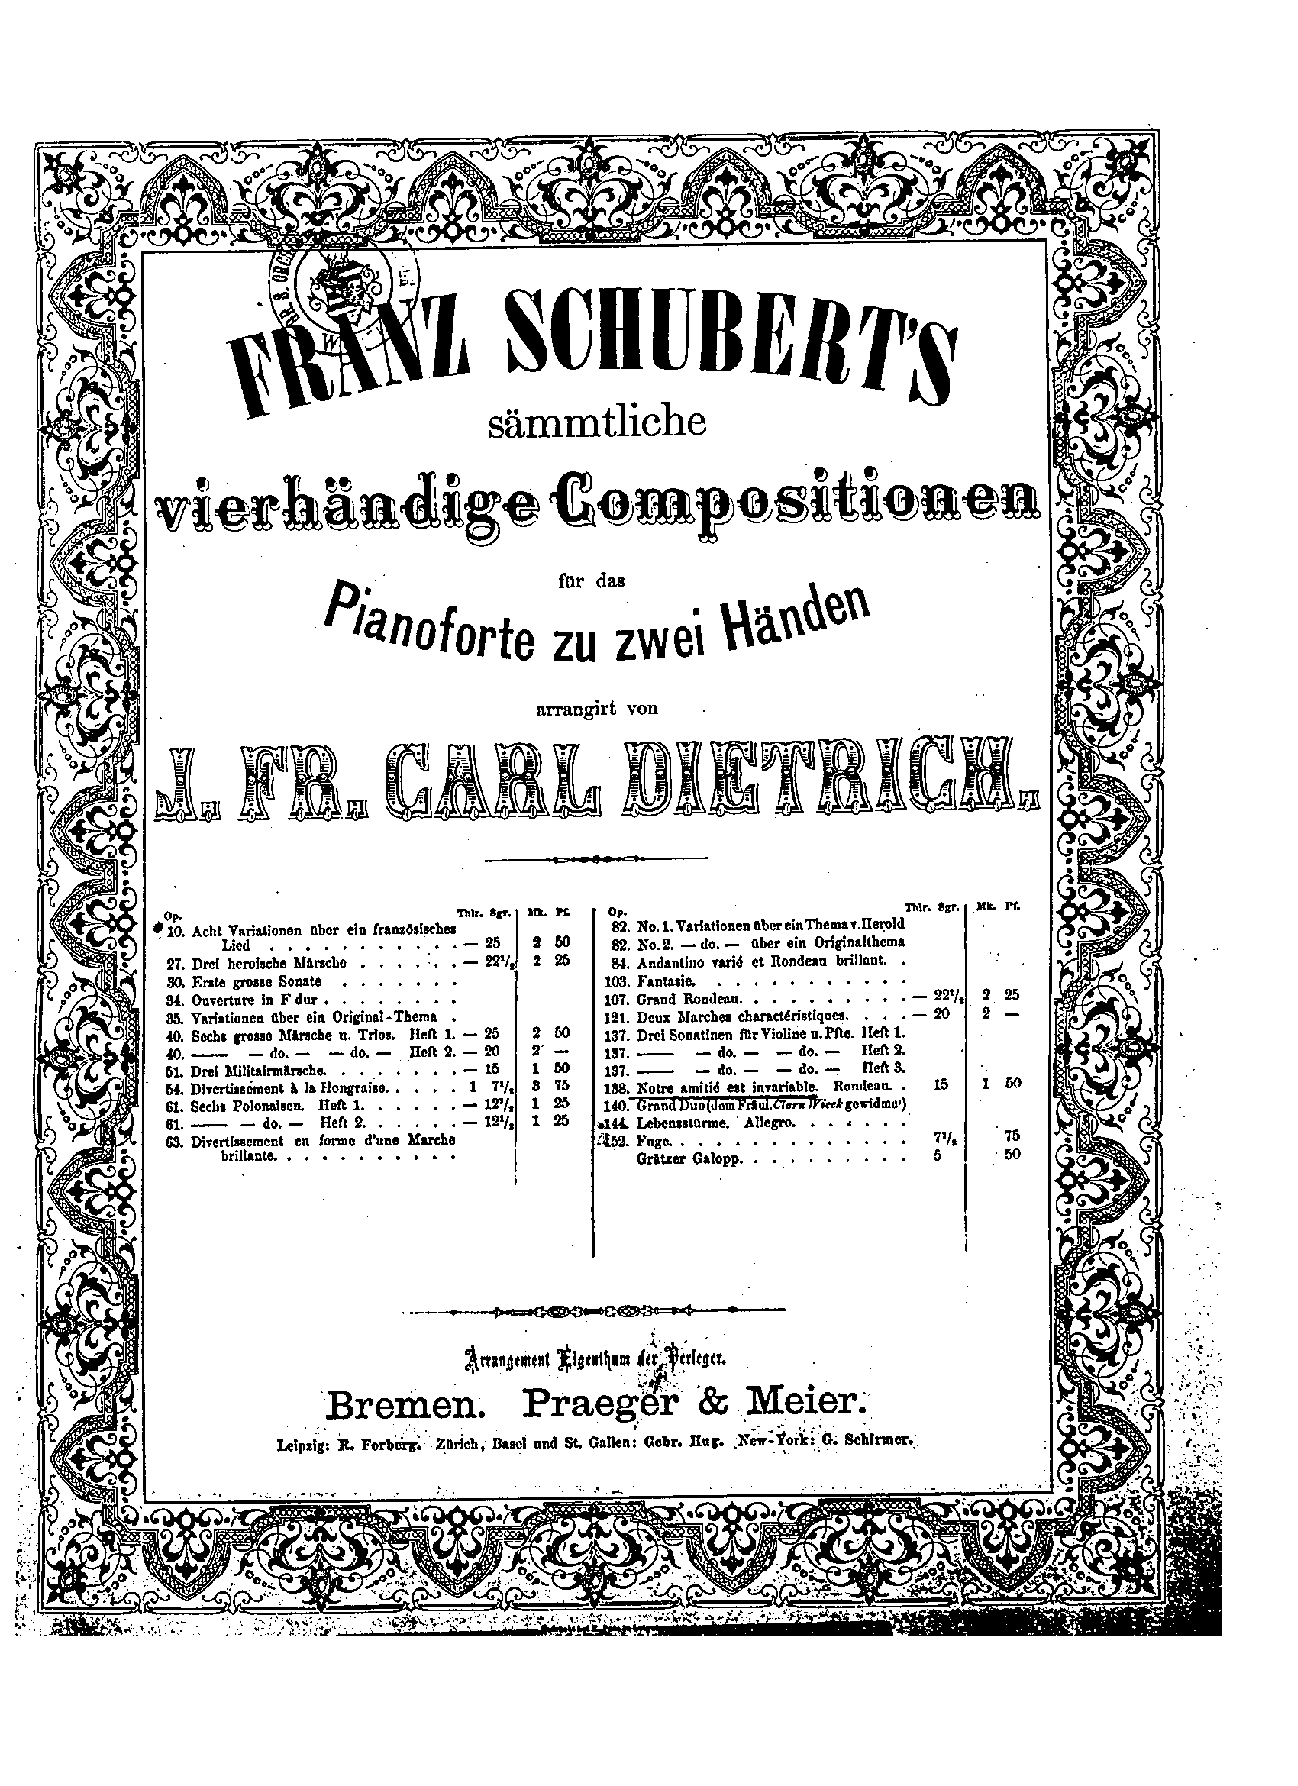 FRANZ SCHUBERT'S
sämmtliche
vierhändige Compositionen
für das
Pianoforte zu zwei Händen
arrangirt von
J. FR. CARL DIETRICH.
Op. Thlr. Sgr. Mk. Pf.
10. Acht Variationen über ein französisches
Lied . . . . . . . . . . . — 25 2 50
27. Drei heroische Märsche . . . . . . . — 22½ 2 25
30. Erste grosse Sonate . . . . . . .
34. Ouverture in F dur . . . . . . . .
35. Variationen über ein Original-Thema .
40. Sechs grosse Märsche u. Trios. Heft 1. — 25 2 50
40. —— — do. — — do. — Heft 2. — 20 2 —
51. Drei Militairmärsche. . . . . . . . — 15 1 50
54. Divertissement à la Hongraise. . . . . 1 7½ 3 75
61. Sechs Polonaisen. Heft 1. . . . . . . — 12½ 1 25
61. —— — do. — Heft 2. . . . . . . — 12½ 1 25
63. Divertissement en forme d'une Marche
brillante. . . . . . . . . . .
Op. Thlr. Sgr. Mk. Pf.
82. No. 1. Variationen über ein Thema v. Herold
82. No. 2. — do. — über ein Originalthema
84. Andantino varié et Rondeau brillant. .
103. Fantasie. . . . . . . . . . . .
107. Grand Rondeau. . . . . . . . . . — 22½ 2 25
121. Deux Marches charactéristiques. . . . — 20 2 —
137. Drei Sonatinen für Violine u. Pfte. Heft 1.
137. —— — do. — — do. — Heft 2.
137. —— — do. — — do. — Heft 3.
138. Notre amitié est invariable. Rondeau. . 15 1 50
140. Grand Duo (dem Fräul. Clara Wieck gewidmet)
144. Lebensstürme. Allegro. . . . . . .
152. Fuge. . . . . . . . . . . . . 7½ 75
Grätzer Galopp. . . . . . . . . . 5 50
Arrangement Eigenthum der Verleger.
Bremen. Praeger & Meier.
Leipzig: R. Forberg. Zürich, Basel und St. Gallen: Gebr. Hug. New-York: G. Schirmer.